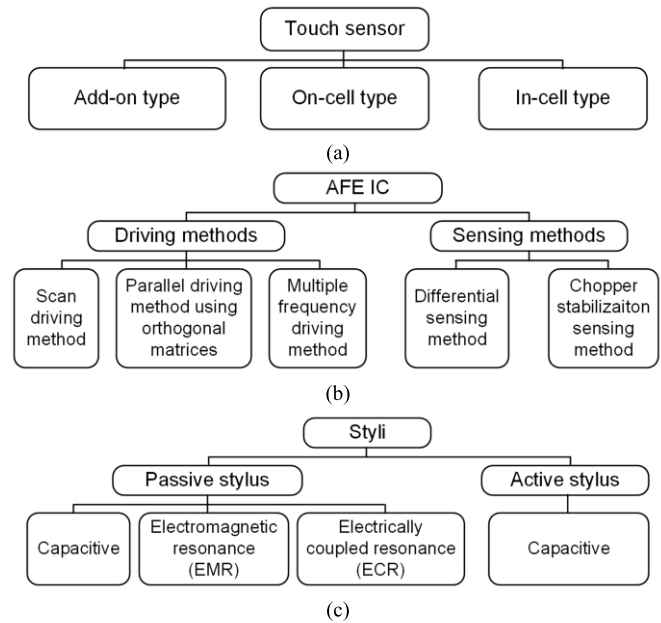 Touch sensor
Add-on type
On-cell type
In-cell type
(a)
AFE IC
Driving methods
Sensing methods
Scan
driving
method
Parallel driving
method using
orthogonal
matrices
Multiple
frequency
driving
method
Differential
sensing
method
Chopper
stabilizaiton
sensing
method
(b)
Styli
Passive stylus
Active stylus
Capacitive
Electromagnetic
resonance
(EMR)
Electrically
coupled resonance
(ECR)
Capacitive
(c)